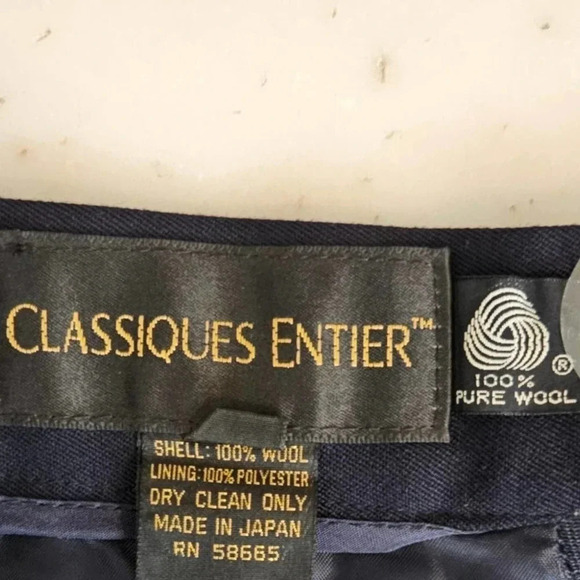 CLASSIQUES ENTIER™
®
100%
PURE WOOL
SHELL: 100% WOOL
LINING: 100% POLYESTER
DRY CLEAN ONLY
MADE IN JAPAN
RN 58665